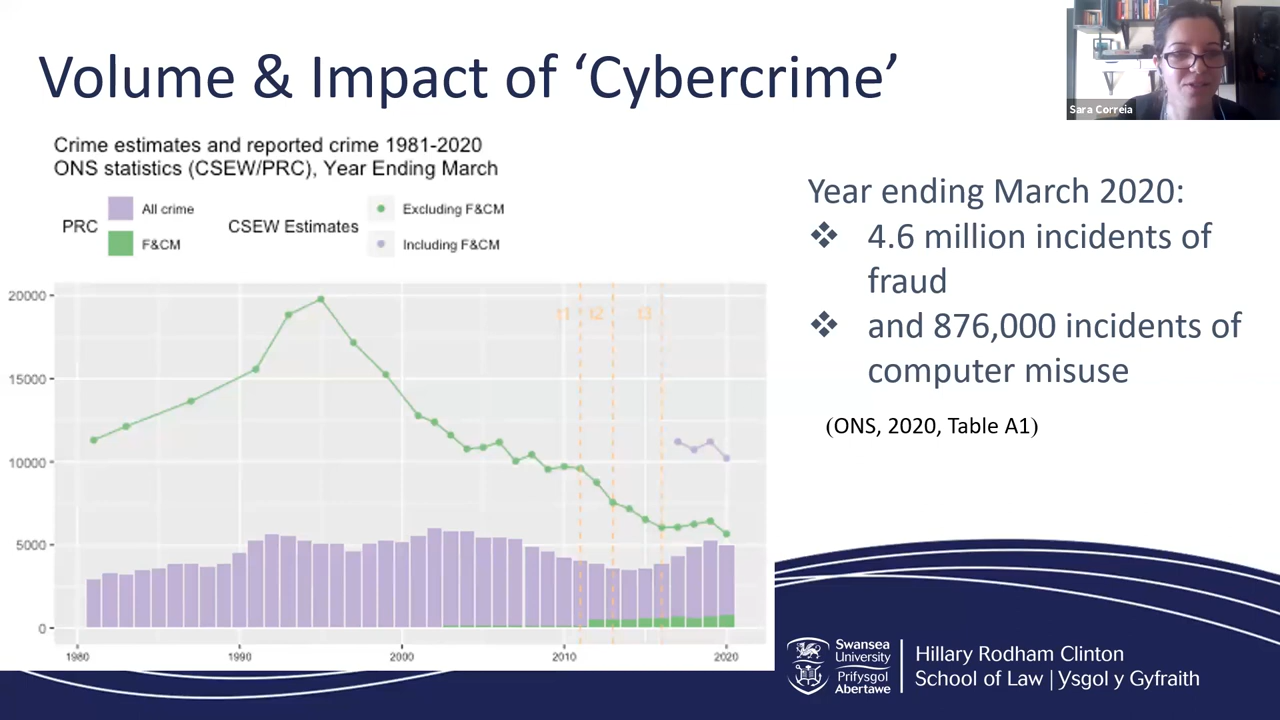 Volume & Impact of ‘Cybercrime’
Sara Correia
Crime estimates and reported crime 1981-2020
ONS statistics (CSEW/PRC), Year Ending March
PRC
All crime
F&CM
CSEW Estimates
Excluding F&CM
Including F&CM
20000
15000
10000
5000
0
t1
t2
t3
1980
1990
2000
2010
2020
Year ending March 2020:
❖ 4.6 million incidents of
fraud
❖ and 876,000 incidents of
computer misuse
(ONS, 2020, Table A1)
Swansea
University
Prifysgol
Abertawe
Hillary Rodham Clinton
School of Law | Ysgol y Gyfraith